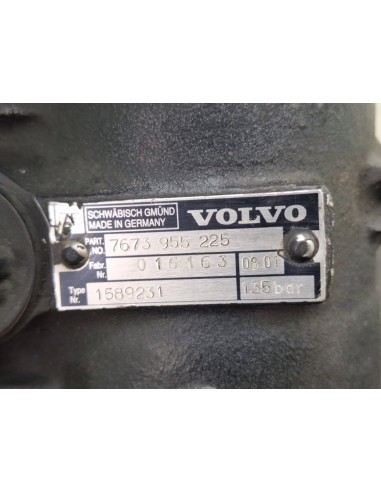 SCHWÄBISCH GMÜND
MADE IN GERMANY
VOLVO
PART. NO. 7673 955 225
Fabr. Nr. 016163 08 01
Type Nr. 1589231 155 bar